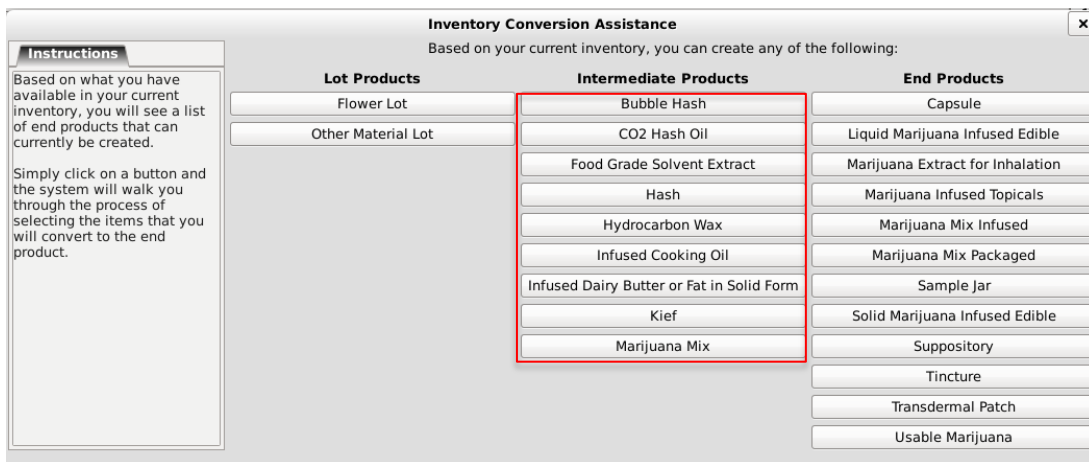 Inventory Conversion Assistance
x
Instructions
Based on your current inventory, you can create any of the following:
Based on what you have
available in your current
inventory, you will see a list
of end products that can
currently be created.
Simply click on a button and
the system will walk you
through the process of
selecting the items that you
will convert to the end
product.
Lot Products
Flower Lot
Other Material Lot
Intermediate Products
Bubble Hash
CO2 Hash Oil
Food Grade Solvent Extract
Hash
Hydrocarbon Wax
Infused Cooking Oil
Infused Dairy Butter or Fat in Solid Form
Kief
Marijuana Mix
End Products
Capsule
Liquid Marijuana Infused Edible
Marijuana Extract for Inhalation
Marijuana Infused Topicals
Marijuana Mix Infused
Marijuana Mix Packaged
Sample Jar
Solid Marijuana Infused Edible
Suppository
Tincture
Transdermal Patch
Usable Marijuana